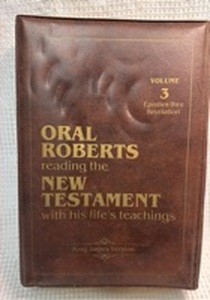 VOLUME
3
Epistles thru
Revelation
ORAL
ROBERTS
reading the
NEW
TESTAMENT
with his life's teachings
King James Version